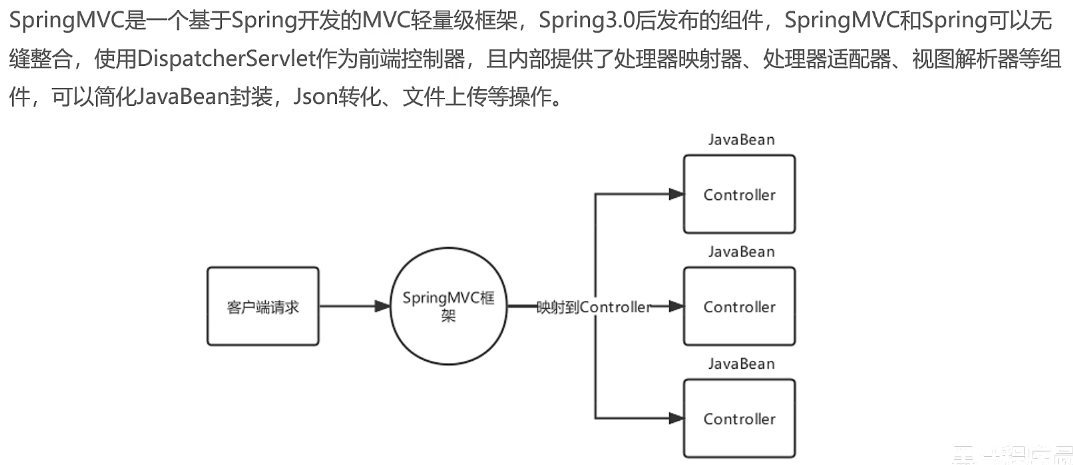 SpringMVC是一个基于Spring开发的MVC轻量级框架，Spring3.0后发布的组件，SpringMVC和Spring可以无
缝整合，使用DispatcherServlet作为前端控制器，且内部提供了处理器映射器、处理器适配器、视图解析器等组
件，可以简化JavaBean封装，Json转化、文件上传等操作。
JavaBean
Controller
JavaBean
客户端请求
SpringMVC框
架
映射到Controller
Controller
JavaBean
Controller